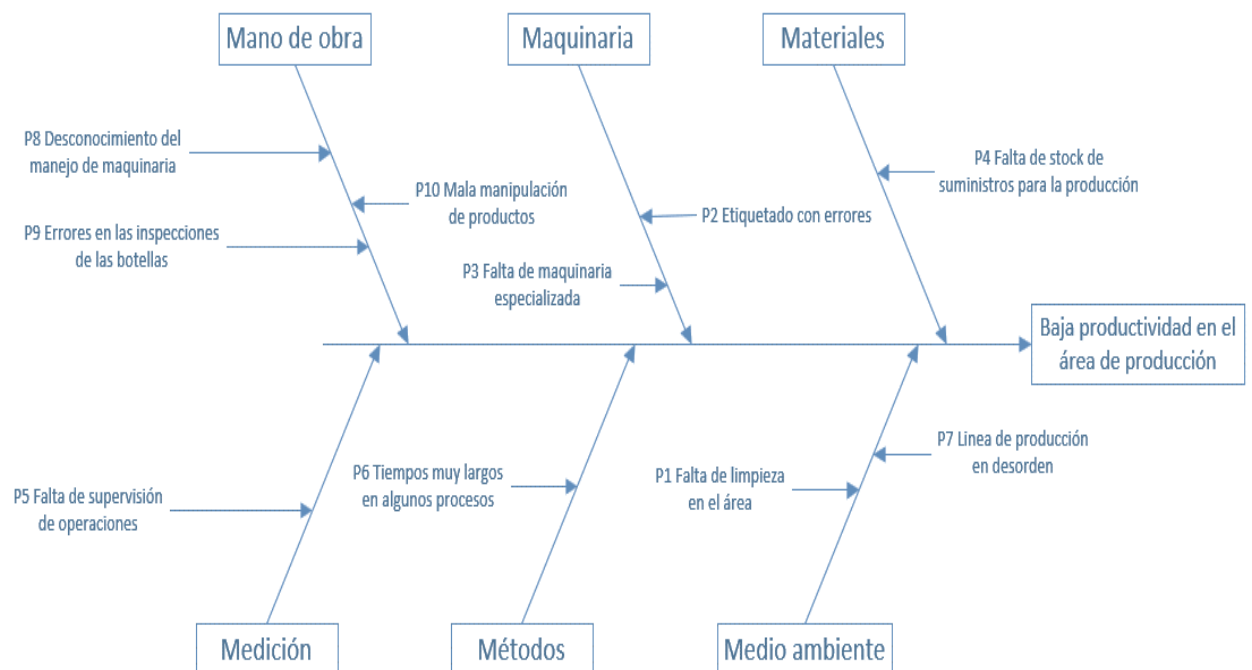 Mano de obra
Maquinaria
Materiales
P8 Desconocimiento del
manejo de maquinaria
P10 Mala manipulación
de productos
P9 Errores en las inspecciones
de las botellas
P2 Etiquetado con errores
P3 Falta de maquinaria
especializada
P4 Falta de stock de
suministros para la producción
Baja productividad en el
área de producción
P5 Falta de supervisión
de operaciones
P6 Tiempos muy largos
en algunos procesos
P1 Falta de limpieza
en el área
P7 Linea de producción
en desorden
Medición
Métodos
Medio ambiente